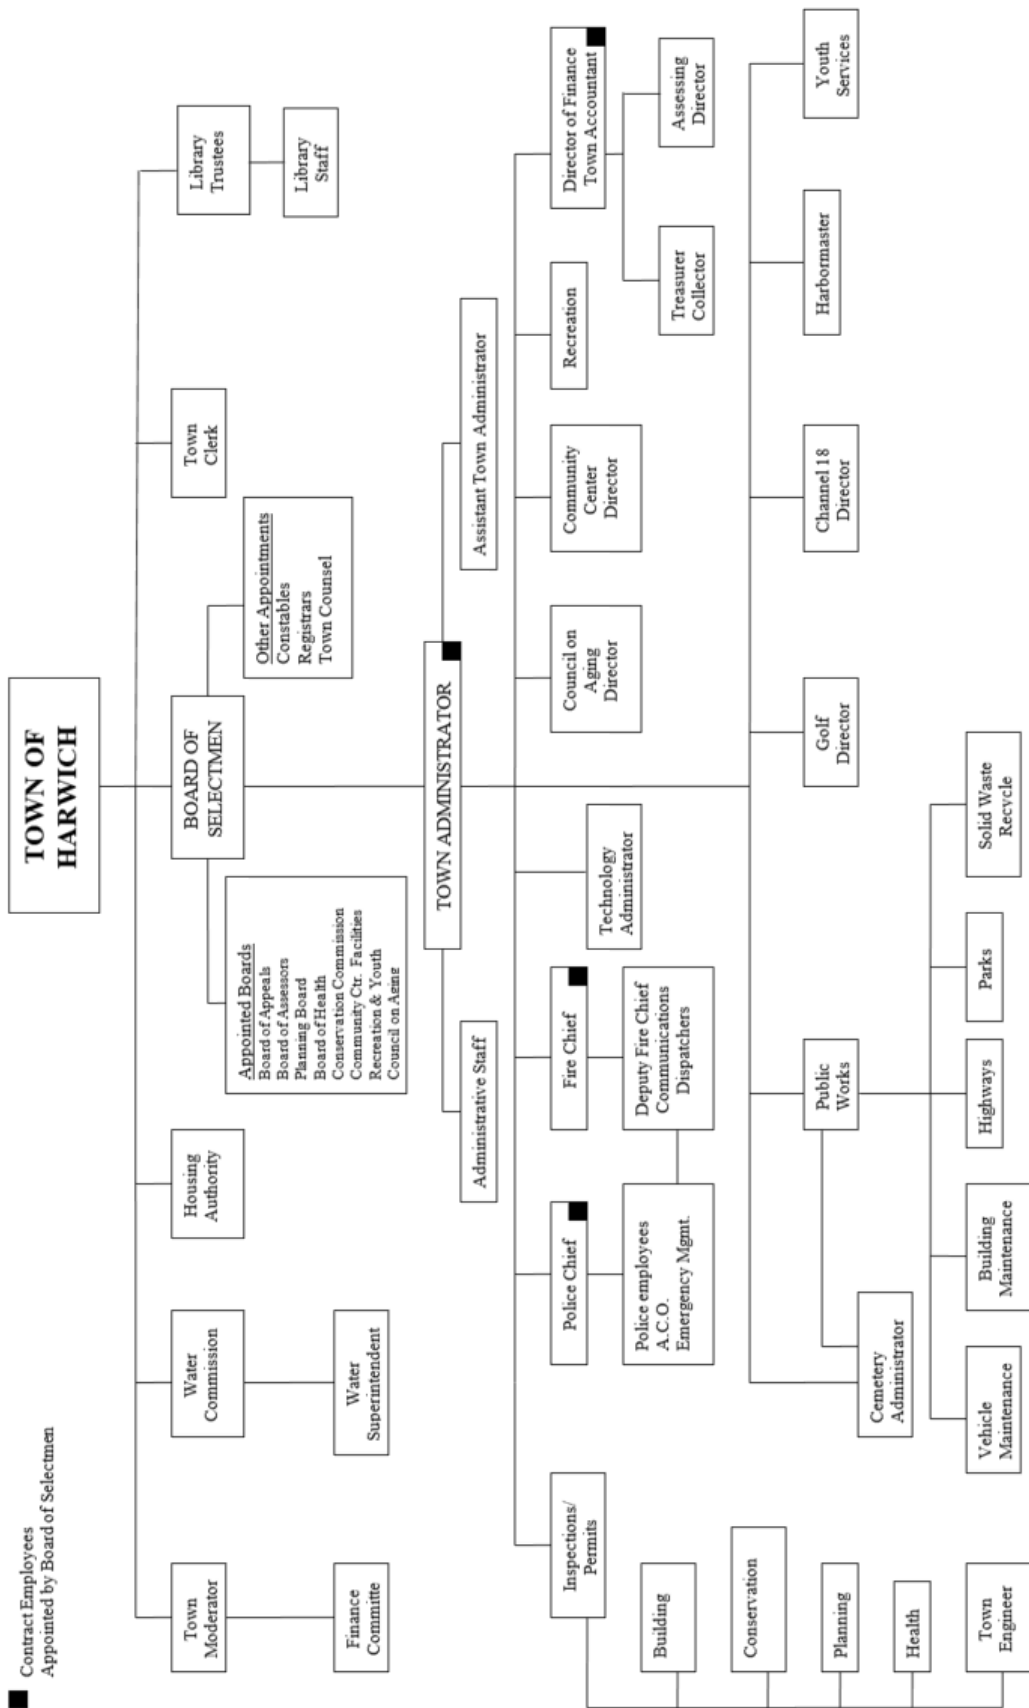 Contract Employees
Appointed by Board of Selectmen
TOWN OF
HARWICH
Town
Moderator
Water
Commission
Housing
Authority
BOARD OF
SELECTMEN
Town
Clerk
Library
Trustees
Finance
Committe
Water
Superintendent
Appointed Boards
Board of Appeals
Board of Assessors
Planning Board
Board of Health
Conservation Commission
Community Ctr. Facilities
Recreation & Youth
Council on Aging
Other Appointments
Constables
Registrars
Town Counsel
Library
Staff
TOWN ADMINISTRATOR
Administrative Staff
Assistant Town Administrator
Inspections/
Permits
Police Chief
Fire Chief
Technology
Administrator
Council on
Aging
Director
Community
Center
Director
Recreation
Director of Finance
Town Accountant
Police employees
A.C.O.
Emergency Mgmt.
Deputy Fire Chief
Communications
Dispatchers
Treasurer
Collector
Assessing
Director
Building
Conservation
Planning
Health
Town
Engineer
Cemetery
Administrator
Public
Works
Golf
Director
Channel 18
Director
Harbormaster
Youth
Services
Vehicle
Maintenance
Building
Maintenance
Highways
Parks
Solid Waste
Recycle